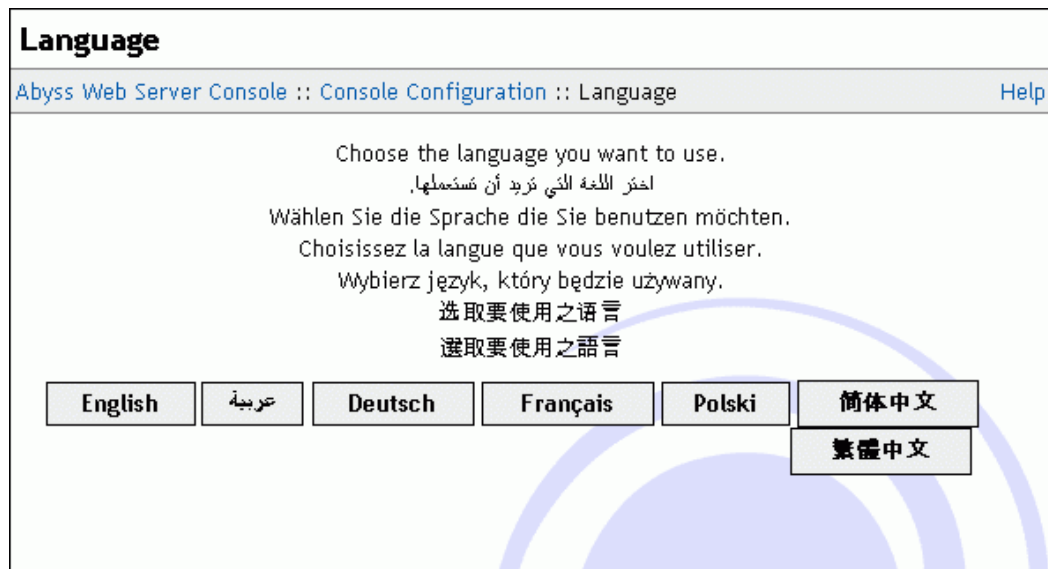 Language
Abyss Web Server Console :: Console Configuration :: Language Help
Choose the language you want to use.
اختر اللغة التي تريد أن تستعملها.
Wählen Sie die Sprache die Sie benutzen möchten.
Choisissez la langue que vous voulez utiliser.
Wybierz język, który będzie używany.
选取要使用之语言
選取要使用之語言
English عربية Deutsch Français Polski 简体中文
繁體中文